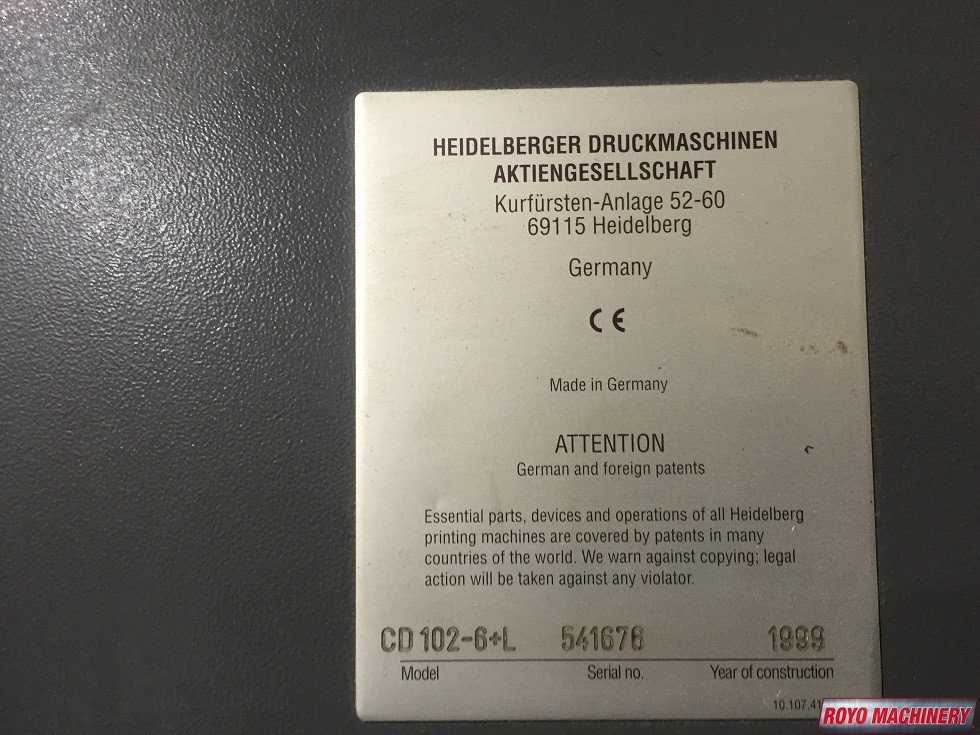 HEIDELBERGER DRUCKMASCHINEN
AKTIENGESELLSCHAFT
Kurfürsten-Anlage 52-60
69115 Heidelberg
Germany
CE
Made in Germany
ATTENTION
German and foreign patents
Essential parts, devices and operations of all Heidelberg
printing machines are covered by patents in many
countries of the world. We warn against copying; legal
action will be taken against any violator.
CD 102-6+L 541676 1999
Model Serial no. Year of construction
ROYO MACHINERY